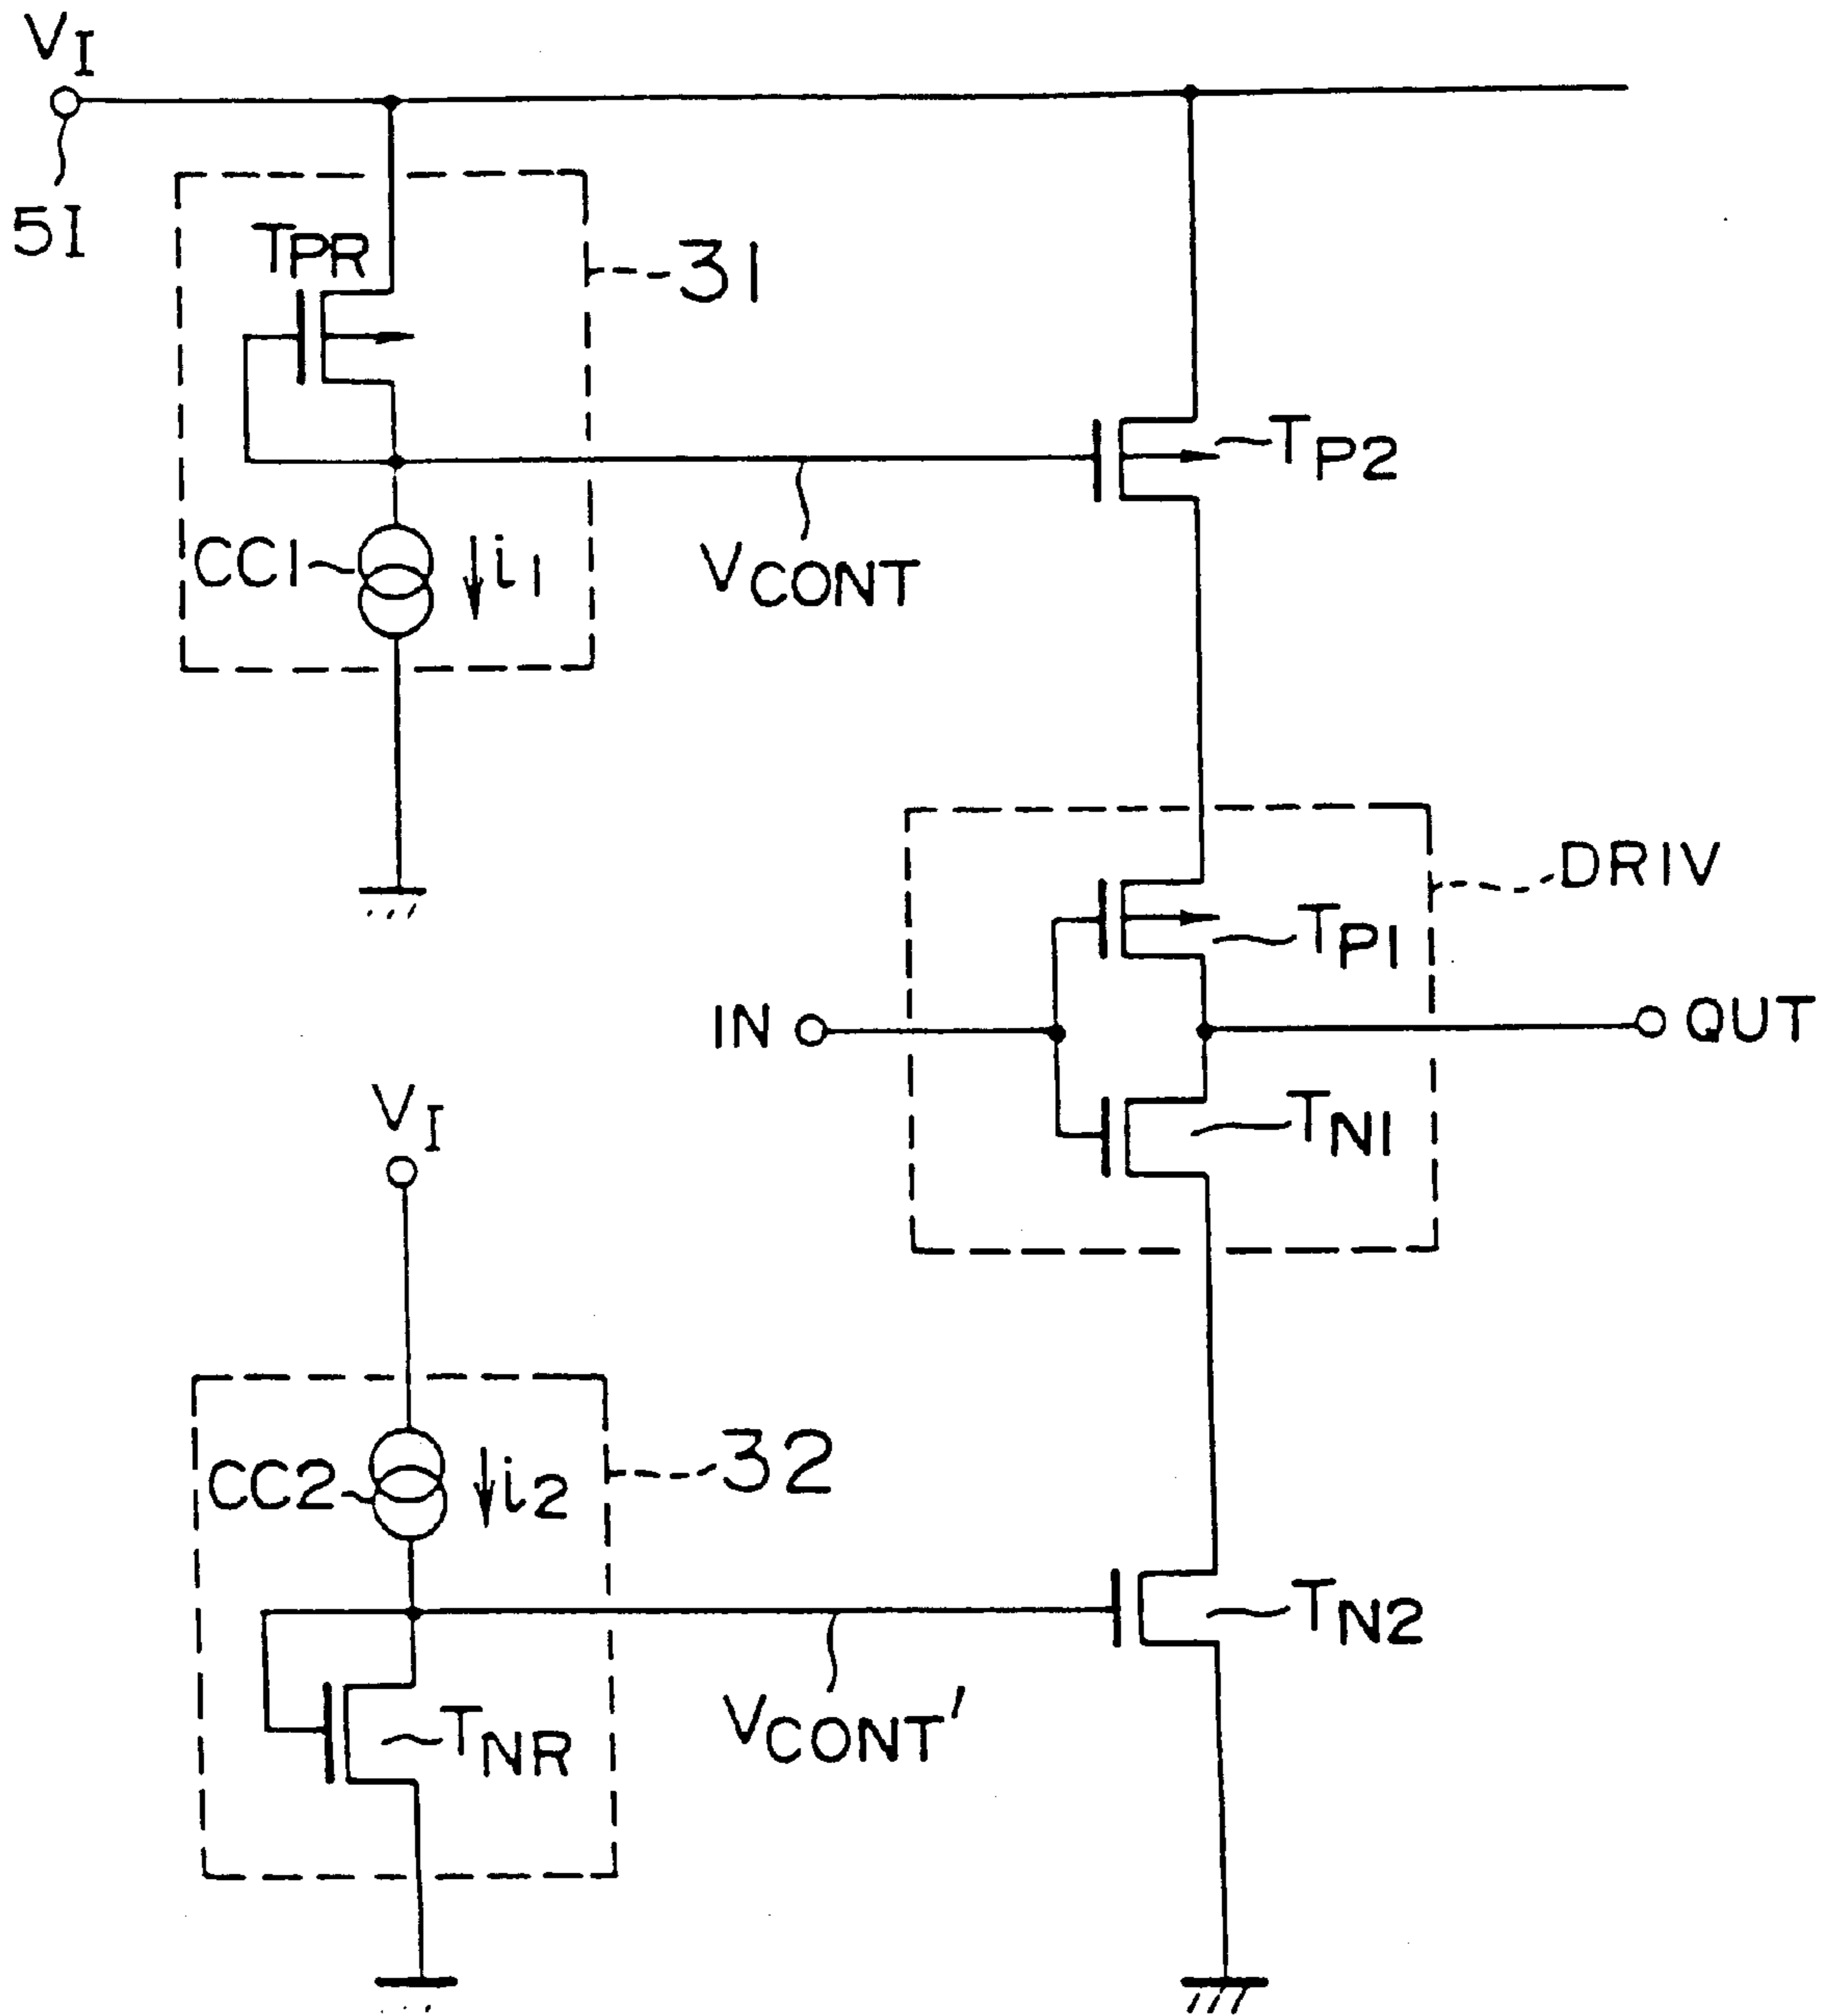 VI
5I
TPR
31
TP2
CC1
i1
VCONT
DRIV
TP1
IN
QUT
TN1
VI
CC2
i2
32
TN2
TNR
VCONT'